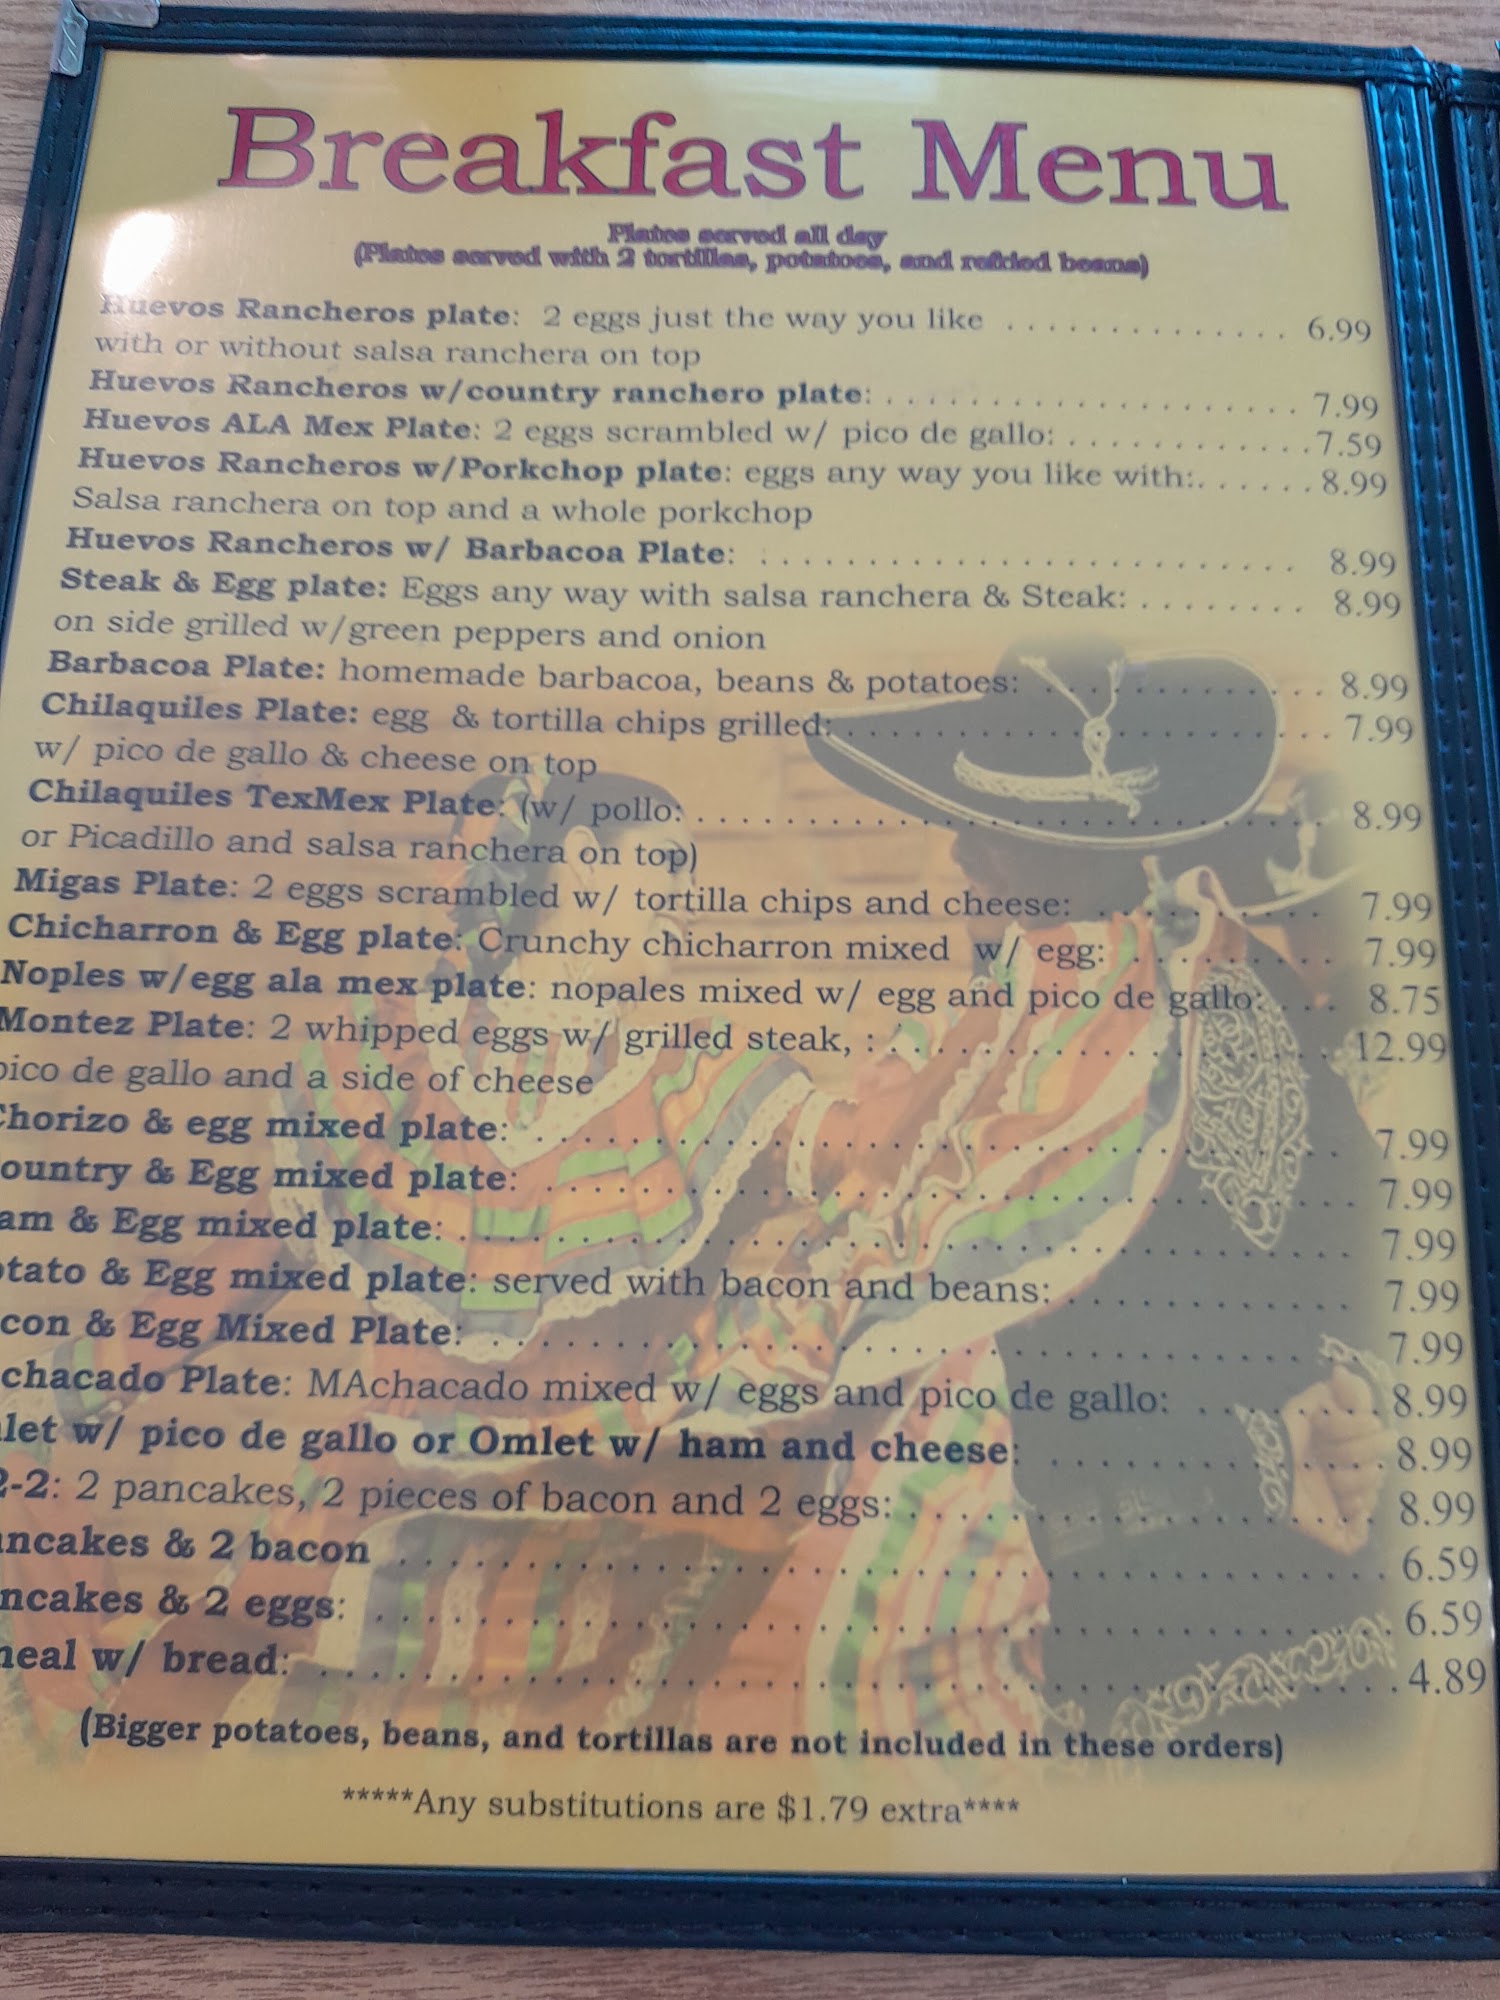 Breakfast Menu
Plates served all day
(Plates served with 2 tortillas, potatoes, and refried beans)
Huevos Rancheros plate: 2 eggs just the way you like . . . . . . . . . . . . . . 6.99
with or without salsa ranchera on top
Huevos Rancheros w/country ranchero plate: . . . . . . . . . . . . . . . . . . . 7.99
Huevos ALA Mex Plate: 2 eggs scrambled w/ pico de gallo: . . . . . . . . . . . . 7.59
Huevos Rancheros w/Porkchop plate: eggs any way you like with:. . . . . . 8.99
Salsa ranchera on top and a whole porkchop
Huevos Rancheros w/ Barbacoa Plate: . . . . . . . . . . . . . . . . . . . . . . . . 8.99
Steak & Egg plate: Eggs any way with salsa ranchera & Steak: . . . . . . . . 8.99
on side grilled w/green peppers and onion
Barbacoa Plate: homemade barbacoa, beans & potatoes: . . . . . . . . . . . . . 8.99
Chilaquiles Plate: egg & tortilla chips grilled: . . . . . . . . . . . . . . . . . . . . . . 7.99
w/ pico de gallo & cheese on top
Chilaquiles TexMex Plate: (w/ pollo: . . . . . . . . . . . . . . . . . . . . . . . . . . . . 8.99
or Picadillo and salsa ranchera on top)
Migas Plate: 2 eggs scrambled w/ tortilla chips and cheese: . . . . . . . . . . 7.99
Chicharron & Egg plate: Crunchy chicharron mixed w/ egg: . . . . . . . . . 7.99
Noples w/egg ala mex plate: nopales mixed w/ egg and pico de gallo: . . . 8.75
Montez Plate: 2 whipped eggs w/ grilled steak, : . . . . . . . . . . . . . . . . . . . . 12.99
pico de gallo and a side of cheese
Chorizo & egg mixed plate: . . . . . . . . . . . . . . . . . . . . . . . . . . . . . . . . . . . 7.99
ountry & Egg mixed plate: . . . . . . . . . . . . . . . . . . . . . . . . . . . . . . . . . . . 7.99
am & Egg mixed plate: . . . . . . . . . . . . . . . . . . . . . . . . . . . . . . . . . . . . . . 7.99
tato & Egg mixed plate: served with bacon and beans: . . . . . . . . . . . . 7.99
con & Egg Mixed Plate: . . . . . . . . . . . . . . . . . . . . . . . . . . . . . . . . . . . . . 7.99
chacado Plate: MAchacado mixed w/ eggs and pico de gallo: . . . . . . . . 8.99
let w/ pico de gallo or Omlet w/ ham and cheese: . . . . . . . . . . . . . . . 8.99
2-2: 2 pancakes, 2 pieces of bacon and 2 eggs: . . . . . . . . . . . . . . . . . . . . 8.99
ncakes & 2 bacon . . . . . . . . . . . . . . . . . . . . . . . . . . . . . . . . . . . . . . . . . 6.59
ncakes & 2 eggs: . . . . . . . . . . . . . . . . . . . . . . . . . . . . . . . . . . . . . . . . . . 6.59
meal w/ bread: . . . . . . . . . . . . . . . . . . . . . . . . . . . . . . . . . . . . . . . . . . . . 4.89
(Bigger potatoes, beans, and tortillas are not included in these orders)
*****Any substitutions are $1.79 extra****